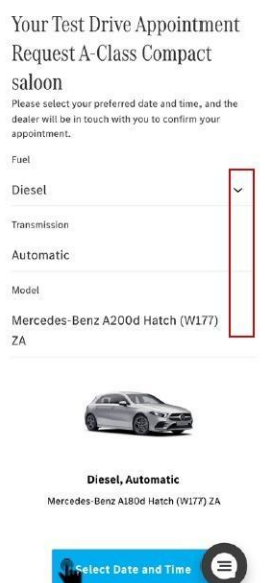 Your Test Drive Appointment
Request A-Class Compact
saloon
Please select your preferred date and time, and the
dealer will be in touch with you to confirm your
appointment.
Fuel
Diesel
Transmission
Automatic
Model
Mercedes-Benz A200d Hatch (W177)
ZA
Diesel, Automatic
Mercedes-Benz A180d Hatch (W177) ZA
Select Date and Time